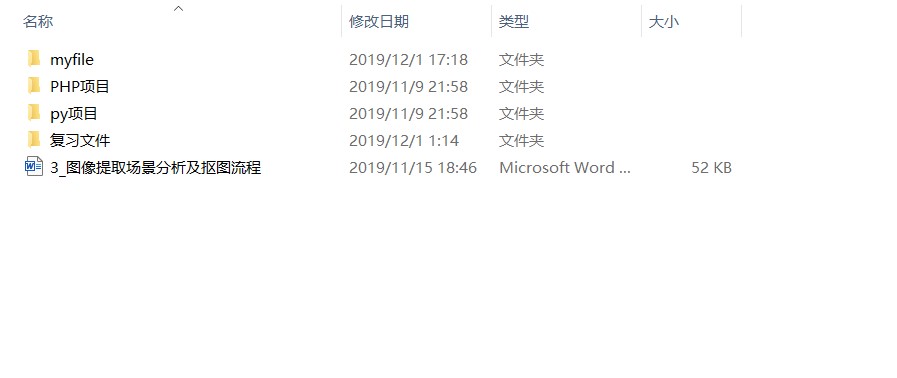 名称 修改日期 类型 大小
myfile 2019/12/1 17:18 文件夹
PHP项目 2019/11/9 21:58 文件夹
py项目 2019/11/9 21:58 文件夹
复习文件 2019/12/1 1:14 文件夹
3_图像提取场景分析及抠图流程 2019/11/15 18:46 Microsoft Word ... 52 KB